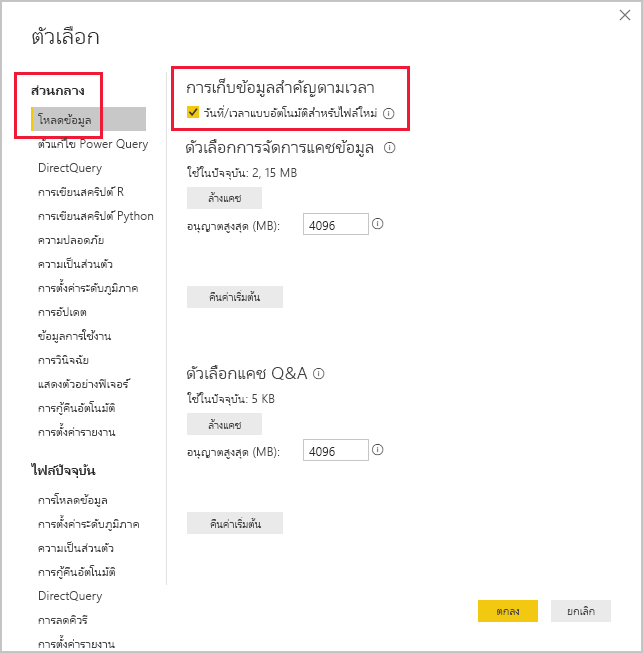 ตัวเลือก
ส่วนกลาง
โหลดข้อมูล
ตัวแก้ไข Power Query
DirectQuery
การเขียนสคริปต์ R
การเขียนสคริปต์ Python
ความปลอดภัย
ความเป็นส่วนตัว
การตั้งค่าระดับภูมิภาค
การอัปเดต
ข้อมูลการใช้งาน
การวินิจฉัย
แสดงตัวอย่างฟีเจอร์
การกู้คืนอัตโนมัติ
การตั้งค่ารายงาน
ไฟล์ปัจจุบัน
การโหลดข้อมูล
การตั้งค่าระดับภูมิภาค
ความเป็นส่วนตัว
การกู้คืนอัตโนมัติ
DirectQuery
การลดคิวรี
การตั้งค่ารายงาน
การเก็บข้อมูลสำคัญตามเวลา
วันที่/เวลาแบบอัตโนมัติสำหรับไฟล์ใหม่
ตัวเลือกการจัดการแคชข้อมูล
ใช้ในปัจจุบัน: 2, 15 MB
ล้างแคช
อนุญาตสูงสุด (MB): 4096
คืนค่าเริ่มต้น
ตัวเลือกแคช Q&A
ใช้ในปัจจุบัน: 5 KB
ล้างแคช
อนุญาตสูงสุด (MB): 4096
คืนค่าเริ่มต้น
ตกลง ยกเลิก